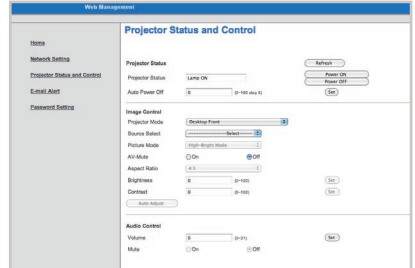 Web Management
Home
Network Setting
Projector Status and Control
E-mail Alert
Password Setting
Projector Status and Control
Projector Status Refresh
Projector Status Lamp ON Power ON
Power OFF
Auto Power Off 0 (0~100 step 5) Set
Image Control
Projector Mode Desktop Front
Source Select --------------------Select-----
Picture Mode High-Bright Mode
AV-Mute On Off
Aspect Ratio 4:3
Brightness 0 (0~100) Set
Contrast 0 (0~100) Set
Auto Adjust
Audio Control
Volume 0 (0~31) Set
Mute On Off